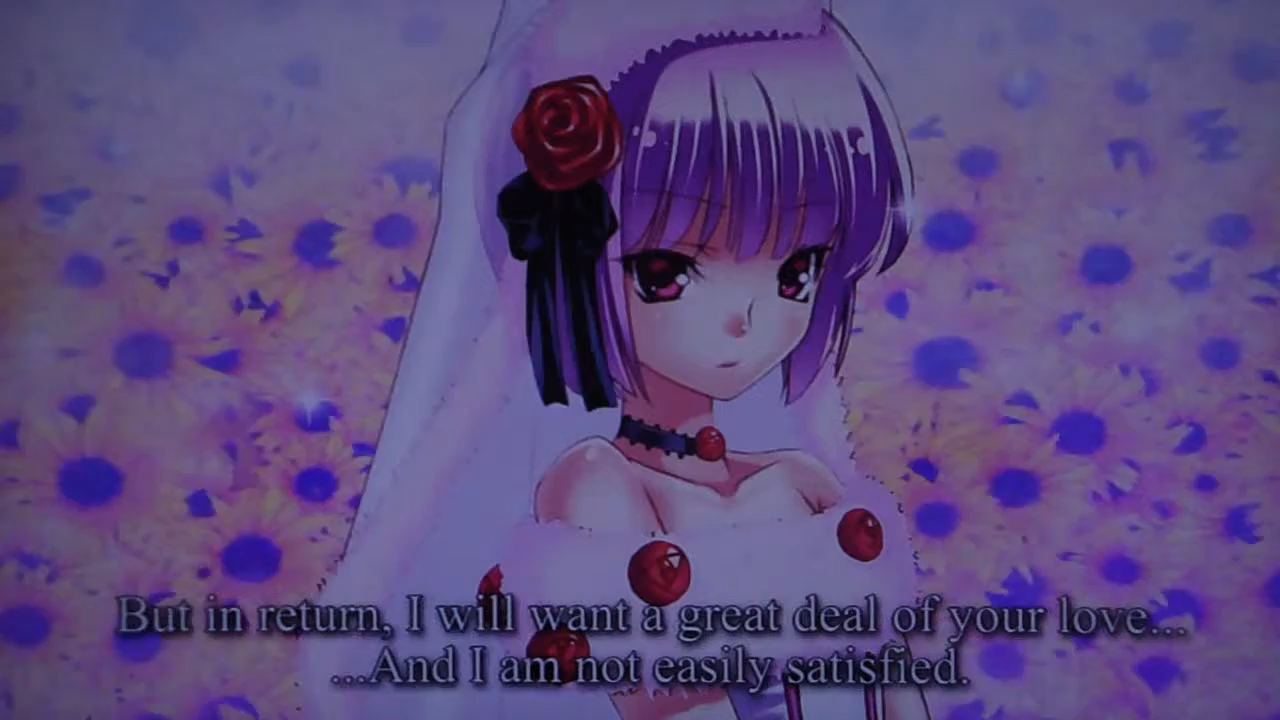 But in return, I will want a great deal of your love...
...And I am not easily satisfied.